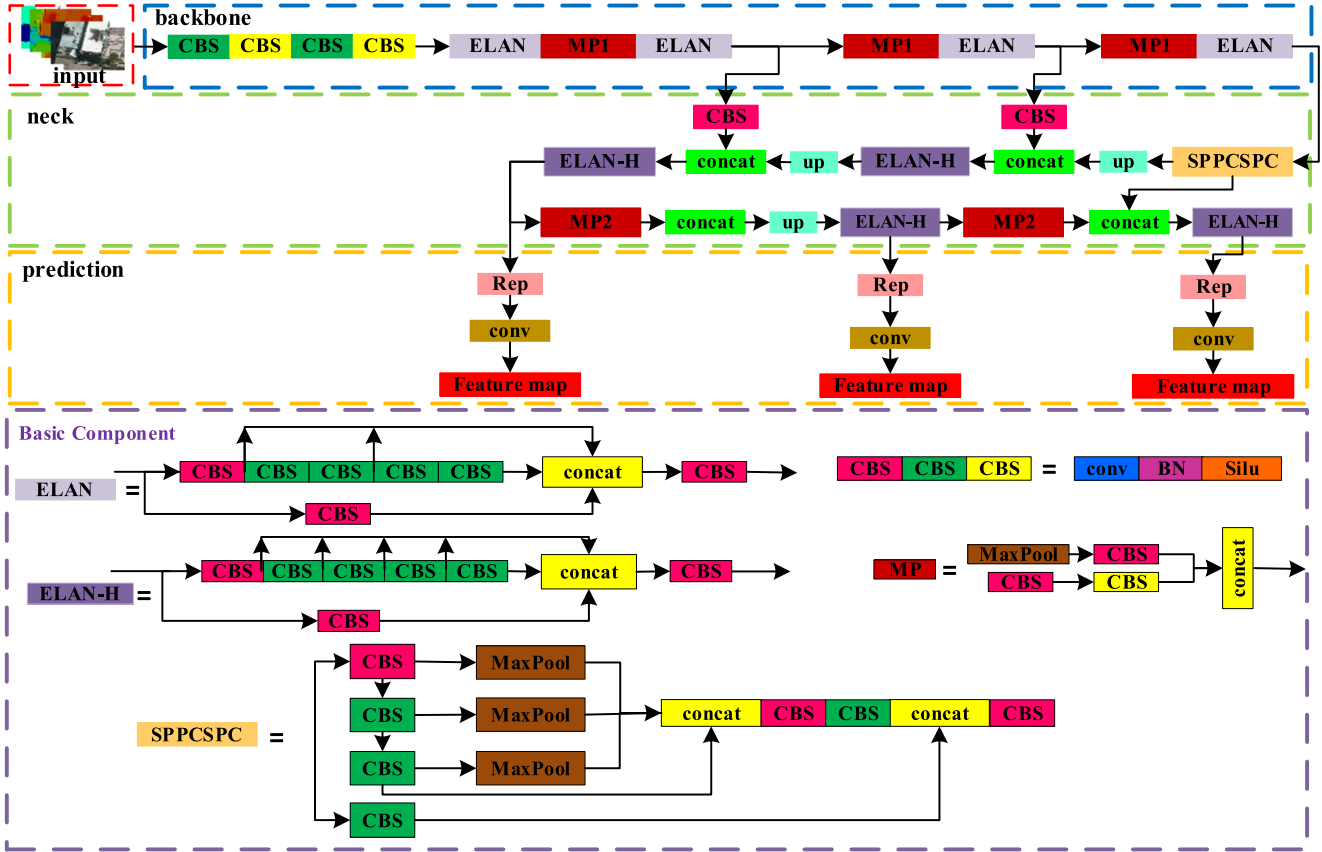 backbone
input
CBS CBS CBS CBS ELAN MP1 ELAN MP1 ELAN MP1 ELAN
neck
CBS CBS
ELAN-H concat up ELAN-H concat up SPPCSPC
MP2 concat up ELAN-H MP2 concat ELAN-H
prediction
Rep Rep Rep
conv conv conv
Feature map Feature map Feature map
Basic Component
ELAN = CBS CBS CBS CBS CBS concat CBS
CBS
CBS CBS CBS = conv BN Silu
ELAN-H = CBS CBS CBS CBS CBS concat CBS
CBS
MP = MaxPool CBS concat
CBS CBS
SPPCSPC =
CBS MaxPool
CBS MaxPool concat CBS CBS concat CBS
CBS MaxPool
CBS